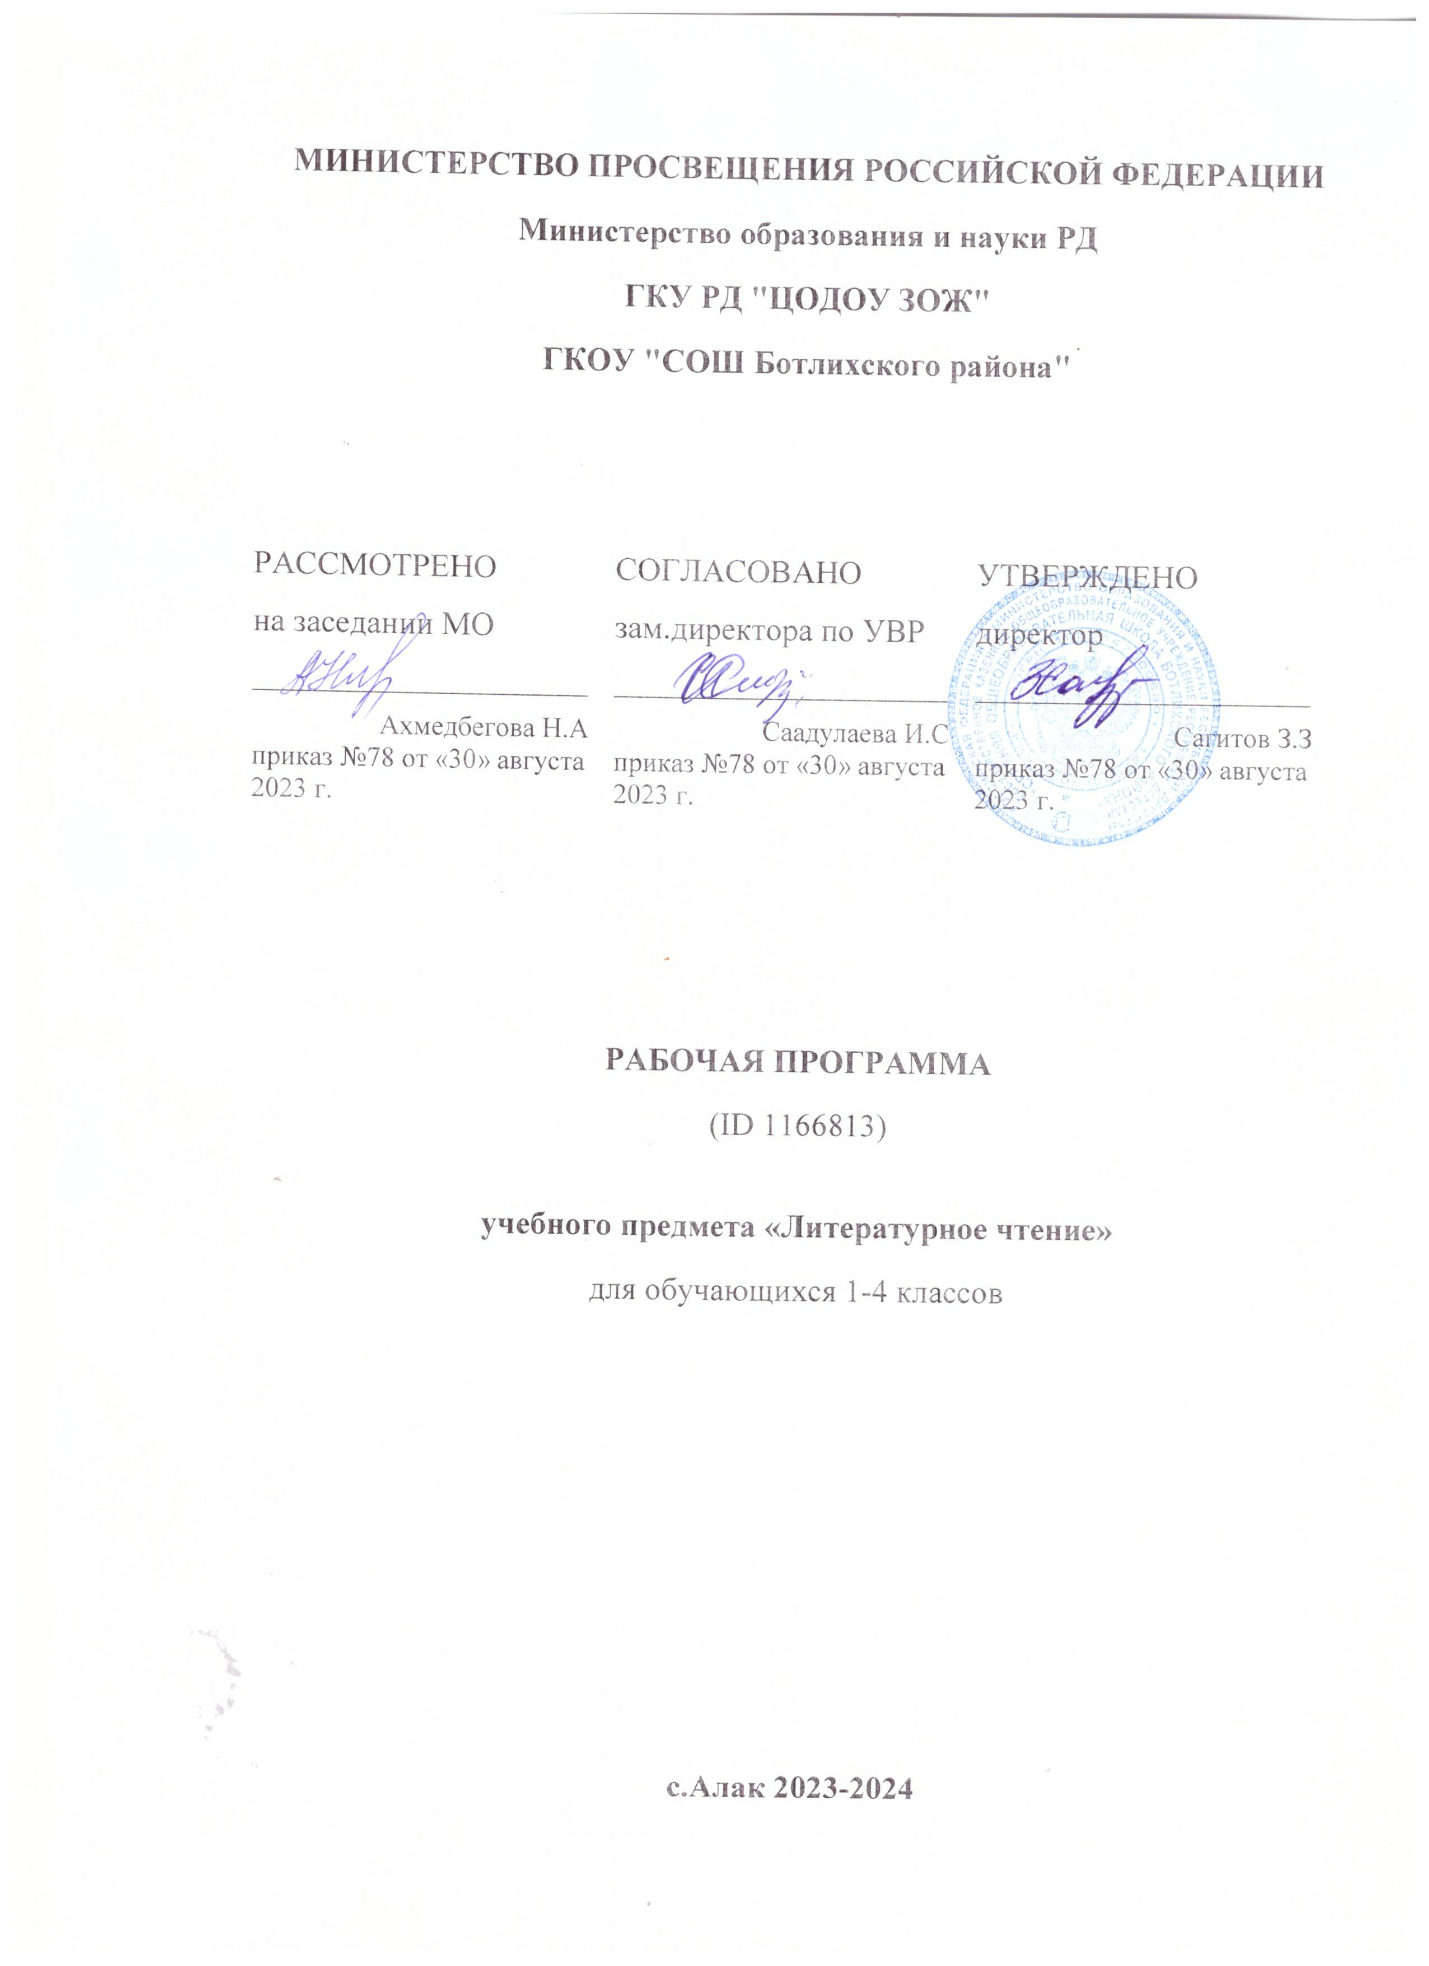 МИНИСТЕРСТВО ПРОСВЕЩЕНИЯ РОССИЙСКОЙ ФЕДЕРАЦИИ
Министерство образования и науки РД
ГКУ РД "ЦОДОУ ЗОЖ"
ГКОУ "СОШ Ботлихского района"
РАССМОТРЕНО
на заседании МО
Ахмедбегова Н.А
приказ №78 от «30» августа
2023 г.
СОГЛАСОВАНО
зам.директора по УВР
Саадулаева И.С
приказ №78 от «30» августа
2023 г.
УТВЕРЖДЕНО
директор
Сагитов З.З
приказ №78 от «30» августа
2023 г.
РАБОЧАЯ ПРОГРАММА
(ID 1166813)
учебного предмета «Литературное чтение»
для обучающихся 1-4 классов
с.Алак 2023-2024